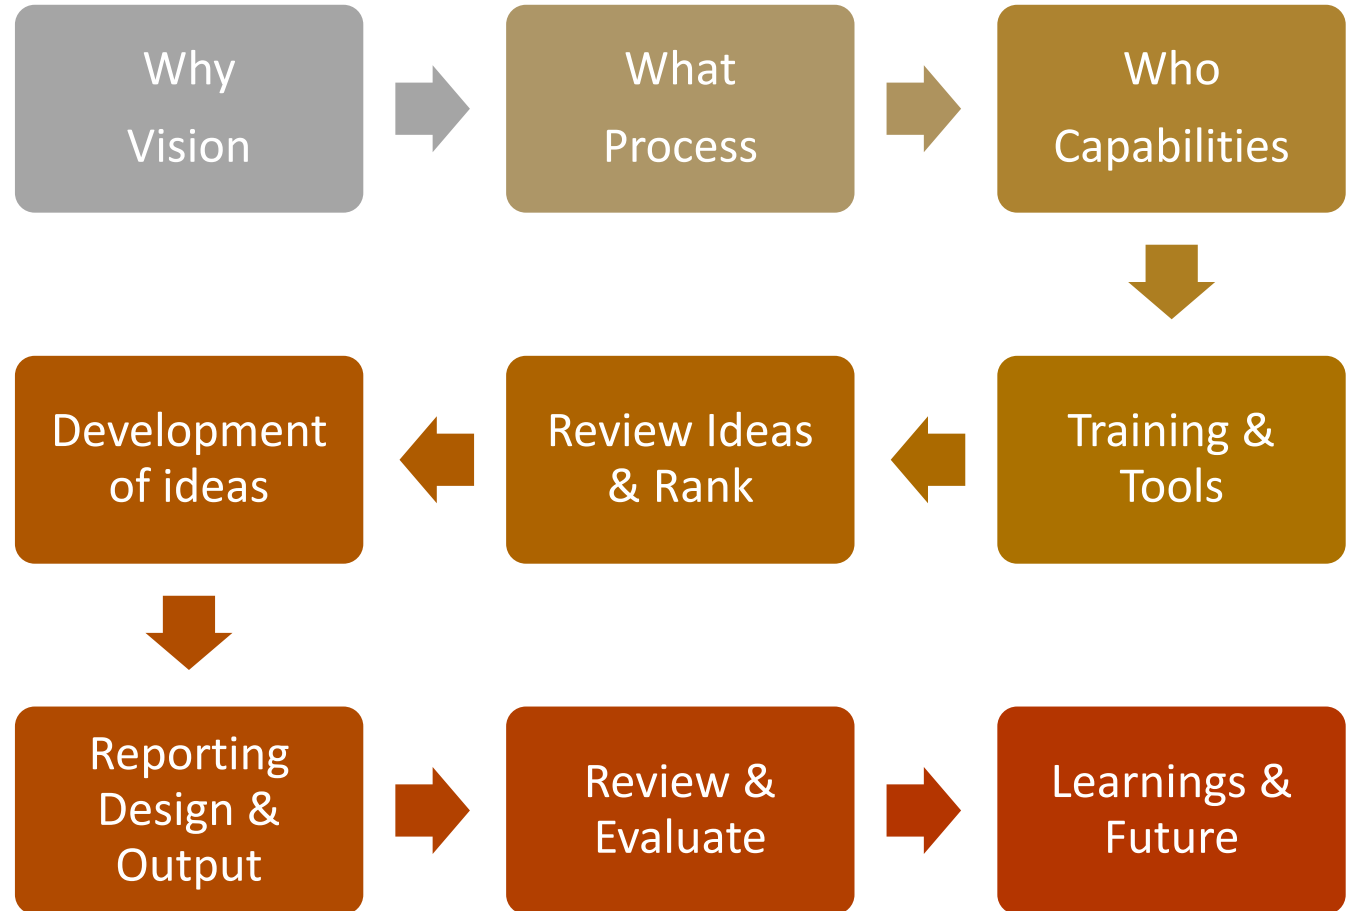 Why
Vision
What
Process
Who
Capabilities
Training &
Tools
Review Ideas
& Rank
Development
of ideas
Reporting
Design &
Output
Review &
Evaluate
Learnings &
Future